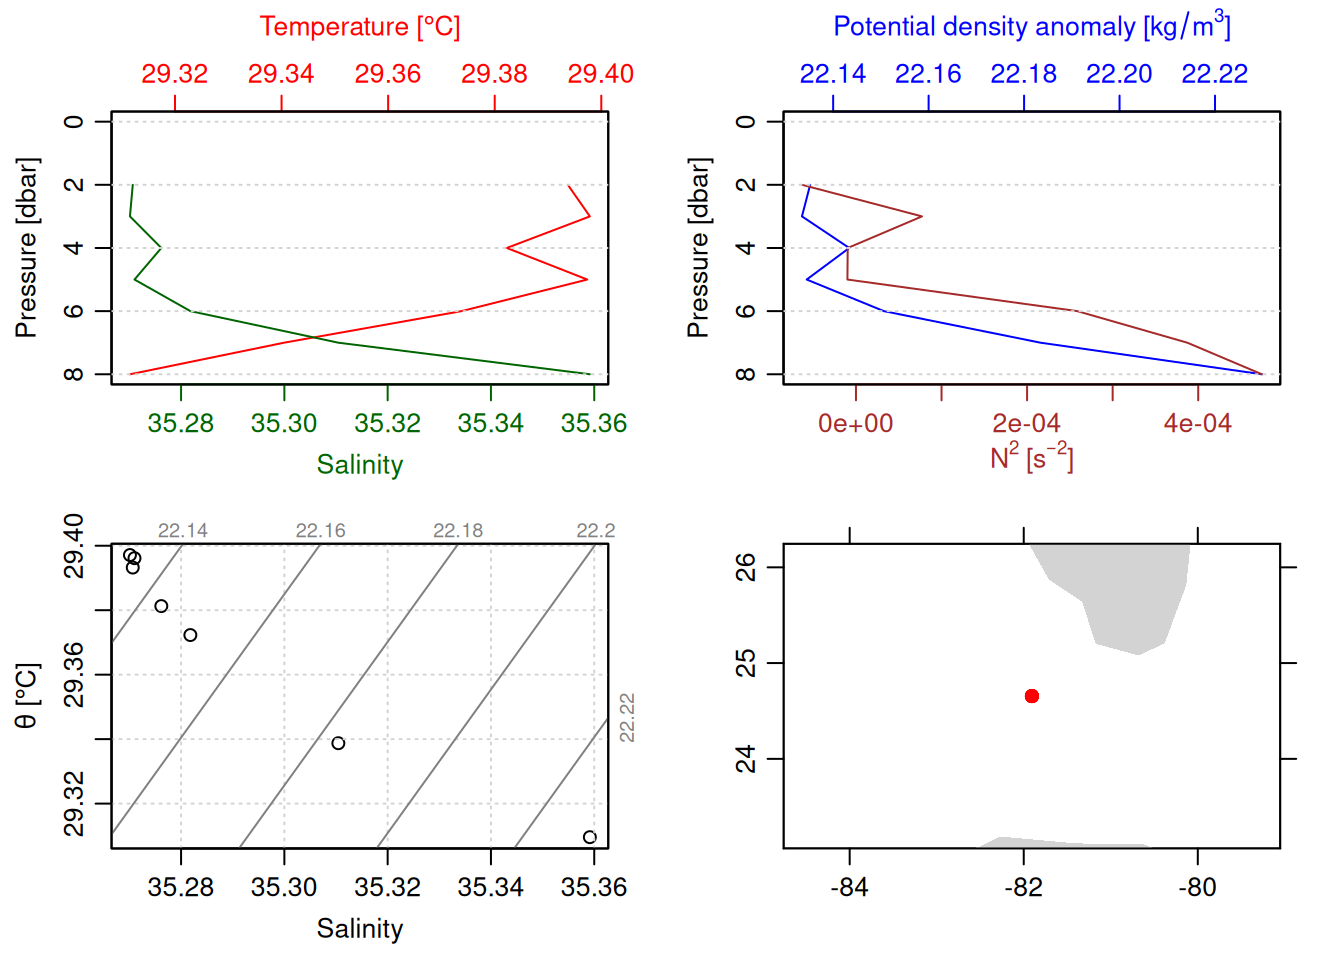 Temperature [°C]
29.32 29.34 29.36 29.38 29.40
Pressure [dbar]
0
2
4
6
8
35.28 35.30 35.32 35.34 35.36
Salinity
Potential density anomaly [kg/m³]
22.14 22.16 22.18 22.20 22.22
Pressure [dbar]
0
2
4
6
8
0e+00 2e-04 4e-04
N² [s⁻²]
22.14 22.16 22.18 22.2
22.22
θ [°C]
29.40
29.36
29.32
35.28 35.30 35.32 35.34 35.36
Salinity
26
25
24
-84 -82 -80